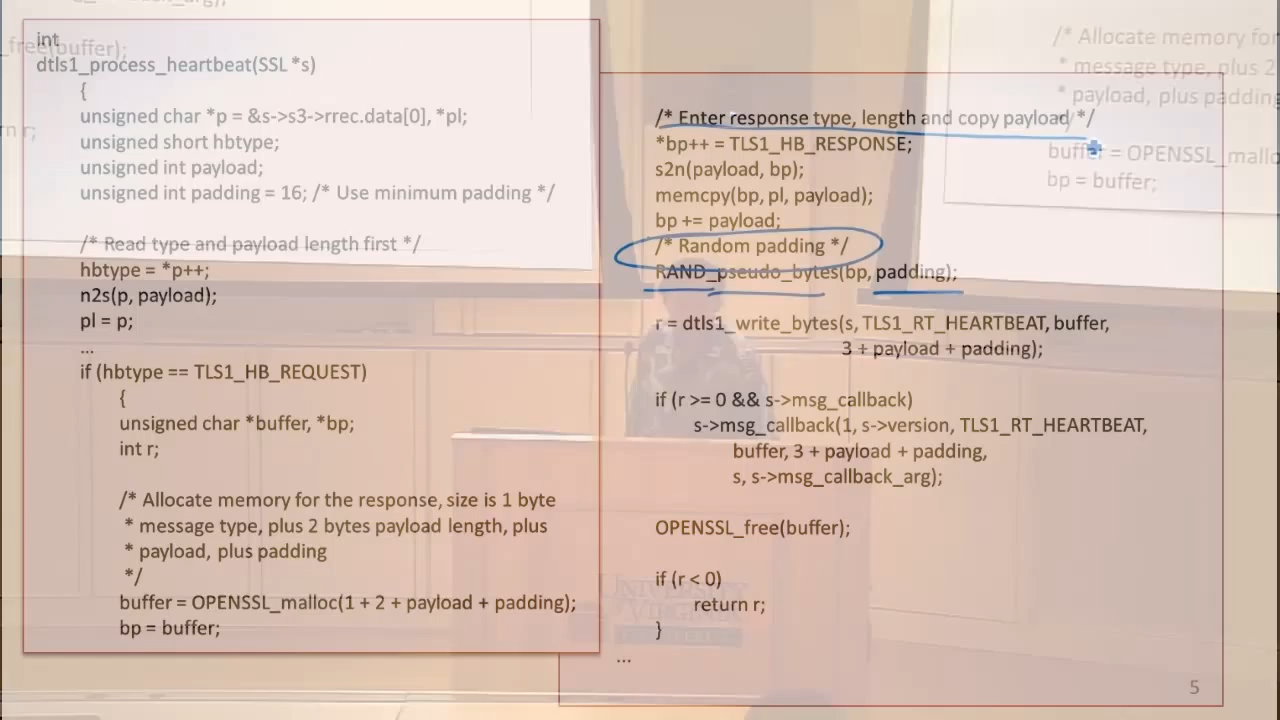 int
dtls1_process_heartbeat(SSL *s)
{
unsigned char *p = &s->s3->rrec.data[0], *pl;
unsigned short hbtype;
unsigned int payload;
unsigned int padding = 16; /* Use minimum padding */
/* Read type and payload length first */
hbtype = *p++;
n2s(p, payload);
pl = p;
...
if (hbtype == TLS1_HB_REQUEST)
{
unsigned char *buffer, *bp;
int r;
/* Allocate memory for the response, size is 1 byte
* message type, plus 2 bytes payload length, plus
* payload, plus padding
*/
buffer = OPENSSL_malloc(1 + 2 + payload + padding);
bp = buffer;
/* Enter response type, length and copy payload */
*bp++ = TLS1_HB_RESPONSE;
s2n(payload, bp);
memcpy(bp, pl, payload);
bp += payload;
/* Random padding */
RAND_pseudo_bytes(bp, padding);
r = dtls1_write_bytes(s, TLS1_RT_HEARTBEAT, buffer,
3 + payload + padding);
if (r >= 0 && s->msg_callback)
s->msg_callback(1, s->version, TLS1_RT_HEARTBEAT,
buffer, 3 + payload + padding,
s, s->msg_callback_arg);
OPENSSL_free(buffer);
if (r < 0)
return r;
}
...
5
_free(buffer);
n r;
/* Allocate memory for
* message type, plus 2
* payload, plus padding
buffer = OPENSSL_mallo
bp = buffer;
UNIVERSITY
VIRGINIA